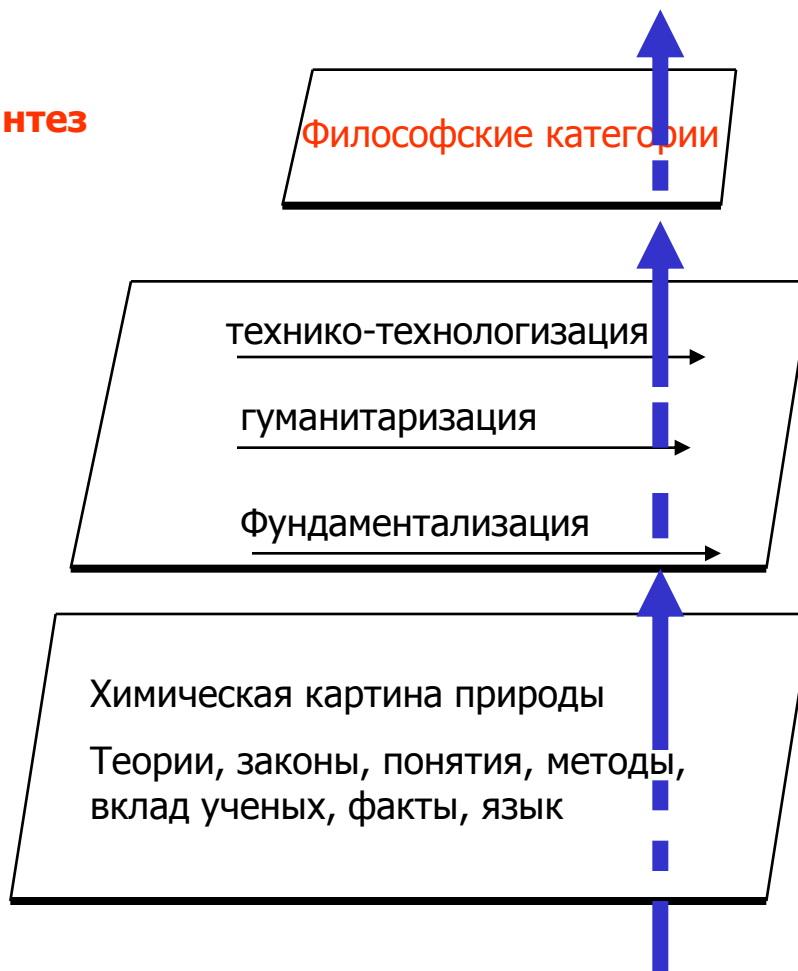 нтез
Философские категории
технико-технологизация
гуманитаризация
Фундаментализация
Химическая картина природы
Теории, законы, понятия, методы,
вклад ученых, факты, язык